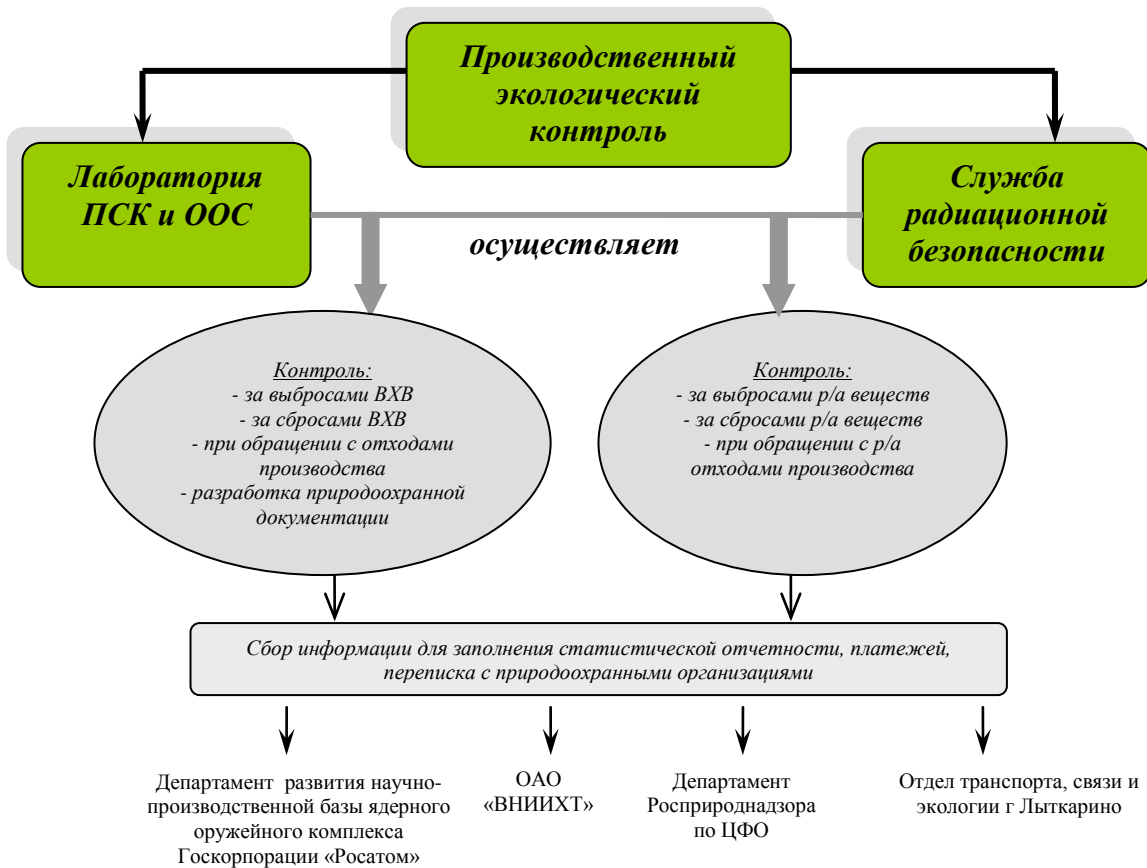 Производственный
экологический
контроль
Лаборатория
ПСК и ООС
Служба
радиационной
безопасности
осуществляет
Контроль:
- за выбросами ВХВ
- за сбросами ВХВ
- при обращении с отходами
производства
- разработка природоохранной
документации
Контроль:
- за выбросами р/а веществ
- за сбросами р/а веществ
- при обращении с р/а
отходами производства
Сбор информации для заполнения статистической отчетности, платежей,
переписка с природоохранными организациями
Департамент развития научно-
производственной базы ядерного
оружейного комплекса
Госкорпорации «Росатом»
ОАО
«ВНИИХТ»
Департамент
Росприроднадзора
по ЦФО
Отдел транспорта, связи и
экологии г Лыткарино